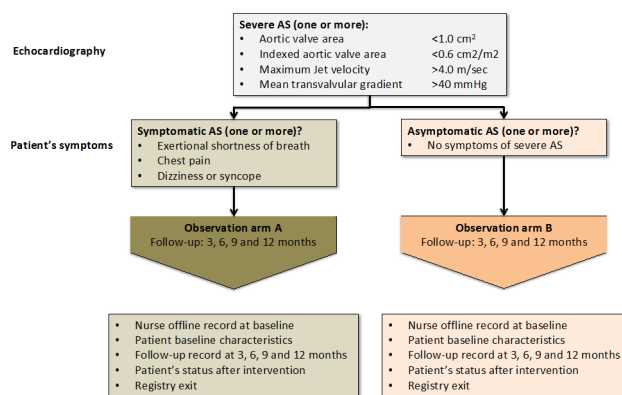 Echocardiography
Severe AS (one or more):
• Aortic valve area <1.0 cm²
• Indexed aortic valve area <0.6 cm2/m2
• Maximum Jet velocity >4.0 m/sec
• Mean transvalvular gradient >40 mmHg
Patient's symptoms
Symptomatic AS (one or more)?
• Exertional shortness of breath
• Chest pain
• Dizziness or syncope
Asymptomatic AS (one or more)?
• No symptoms of severe AS
Observation arm A
Follow-up: 3, 6, 9 and 12 months
Observation arm B
Follow-up: 3, 6, 9 and 12 months
• Nurse offline record at baseline
• Patient baseline characteristics
• Follow-up record at 3, 6, 9 and 12 months
• Patient's status after intervention
• Registry exit
• Nurse offline record at baseline
• Patient baseline characteristics
• Follow-up record at 3, 6, 9 and 12 months
• Patient's status after intervention
• Registry exit